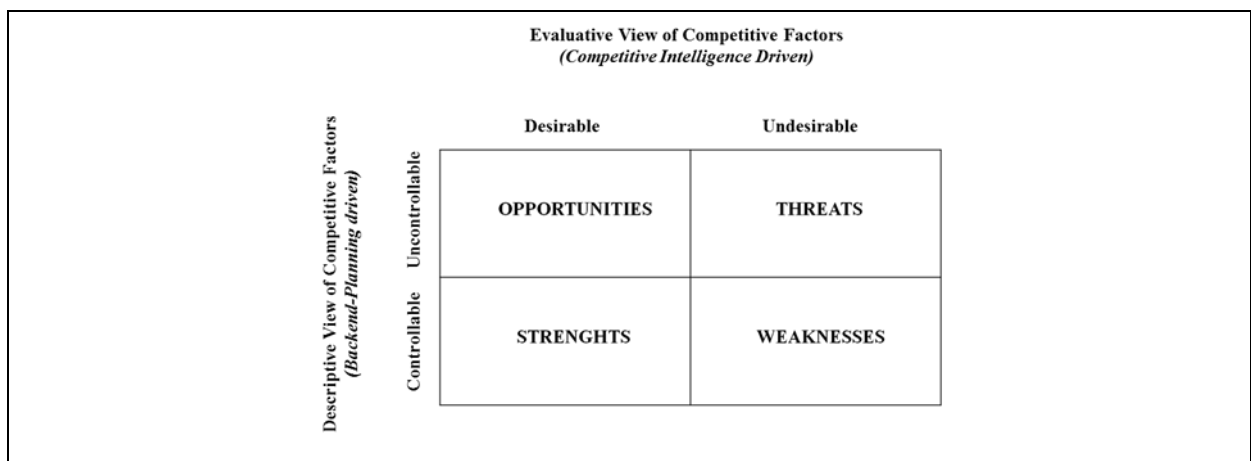 Evaluative View of Competitive Factors
(Competitive Intelligence Driven)
Desirable
Undesirable
Descriptive View of Competitive Factors
(Backend-Planning driven)
Uncontrollable
OPPORTUNITIES
THREATS
Controllable
STRENGHTS
WEAKNESSES